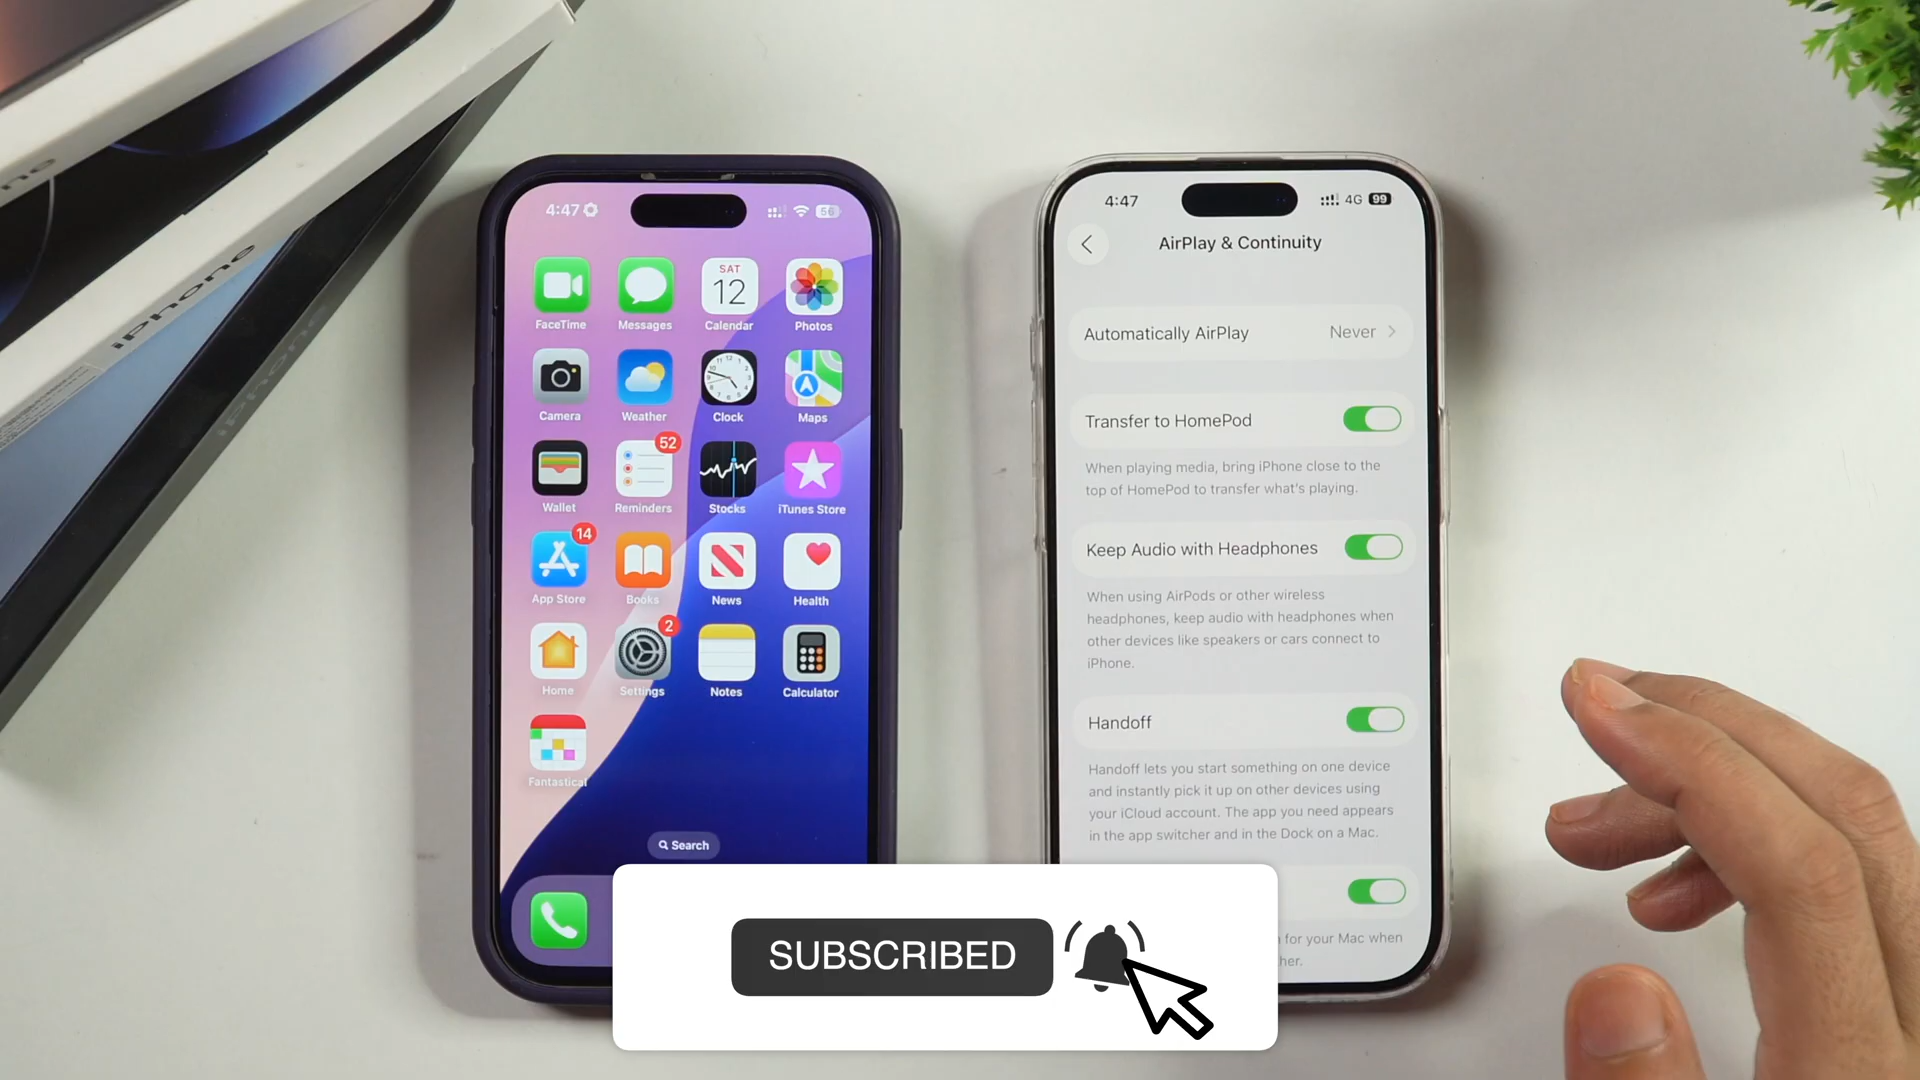 iPhone
iPhone
4:47
56
FaceTime
Messages
SAT
12
Calendar
Photos
Camera
Weather
Clock
Maps
Wallet
52
Reminders
Stocks
iTunes Store
14
App Store
Books
News
Health
Home
2
Settings
Notes
Calculator
Fantastical
Search
4:47
4G
99
AirPlay & Continuity
Automatically AirPlay
Never
Transfer to HomePod
When playing media, bring iPhone close to the
top of HomePod to transfer what's playing.
Keep Audio with Headphones
When using AirPods or other wireless
headphones, keep audio with headphones when
other devices like speakers or cars connect to
iPhone.
Handoff
Handoff lets you start something on one device
and instantly pick it up on other devices using
your iCloud account. The app you need appears
in the app switcher and in the Dock on a Mac.
for your Mac when
SUBSCRIBED